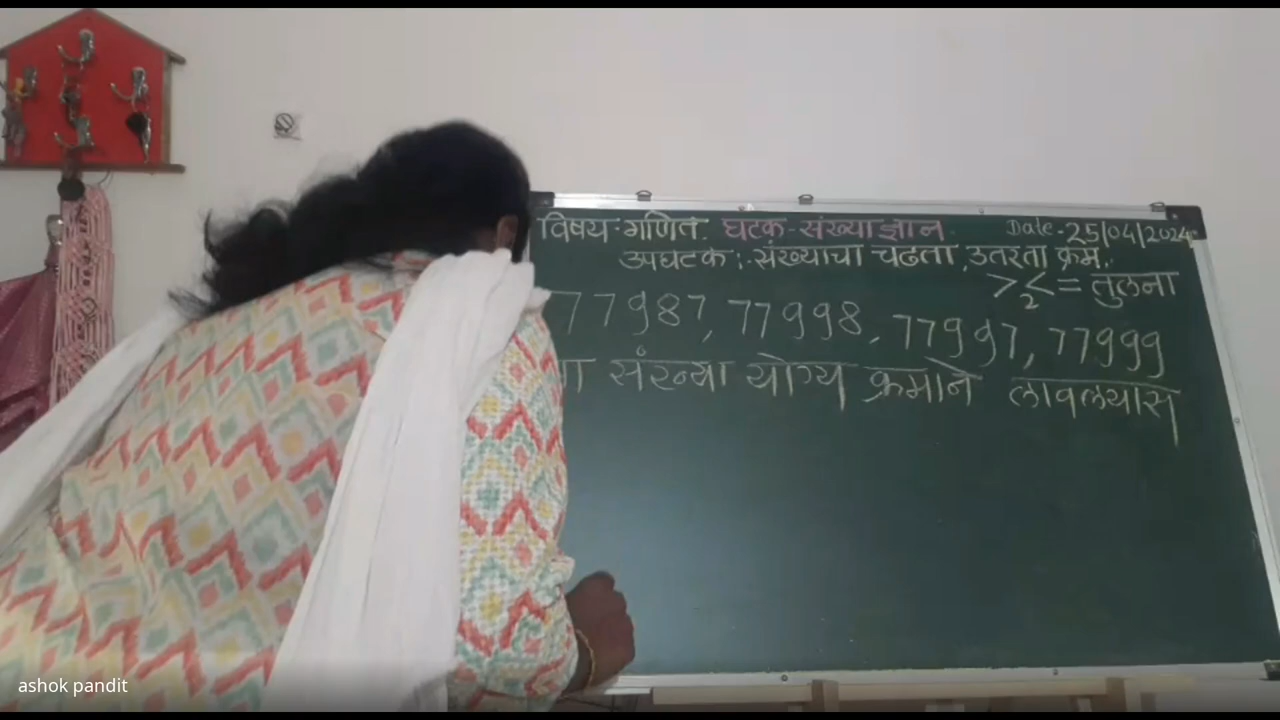 विषय-गणित. घटक-संख्याज्ञान. Date-25/04/2024
उपघटक :- संख्याचा चढता, उतरता क्रम.
> < = तुलना
2
77987, 77998, 77997, 77999
संख्या योग्य क्रमाने लावल्यास
ashok pandit